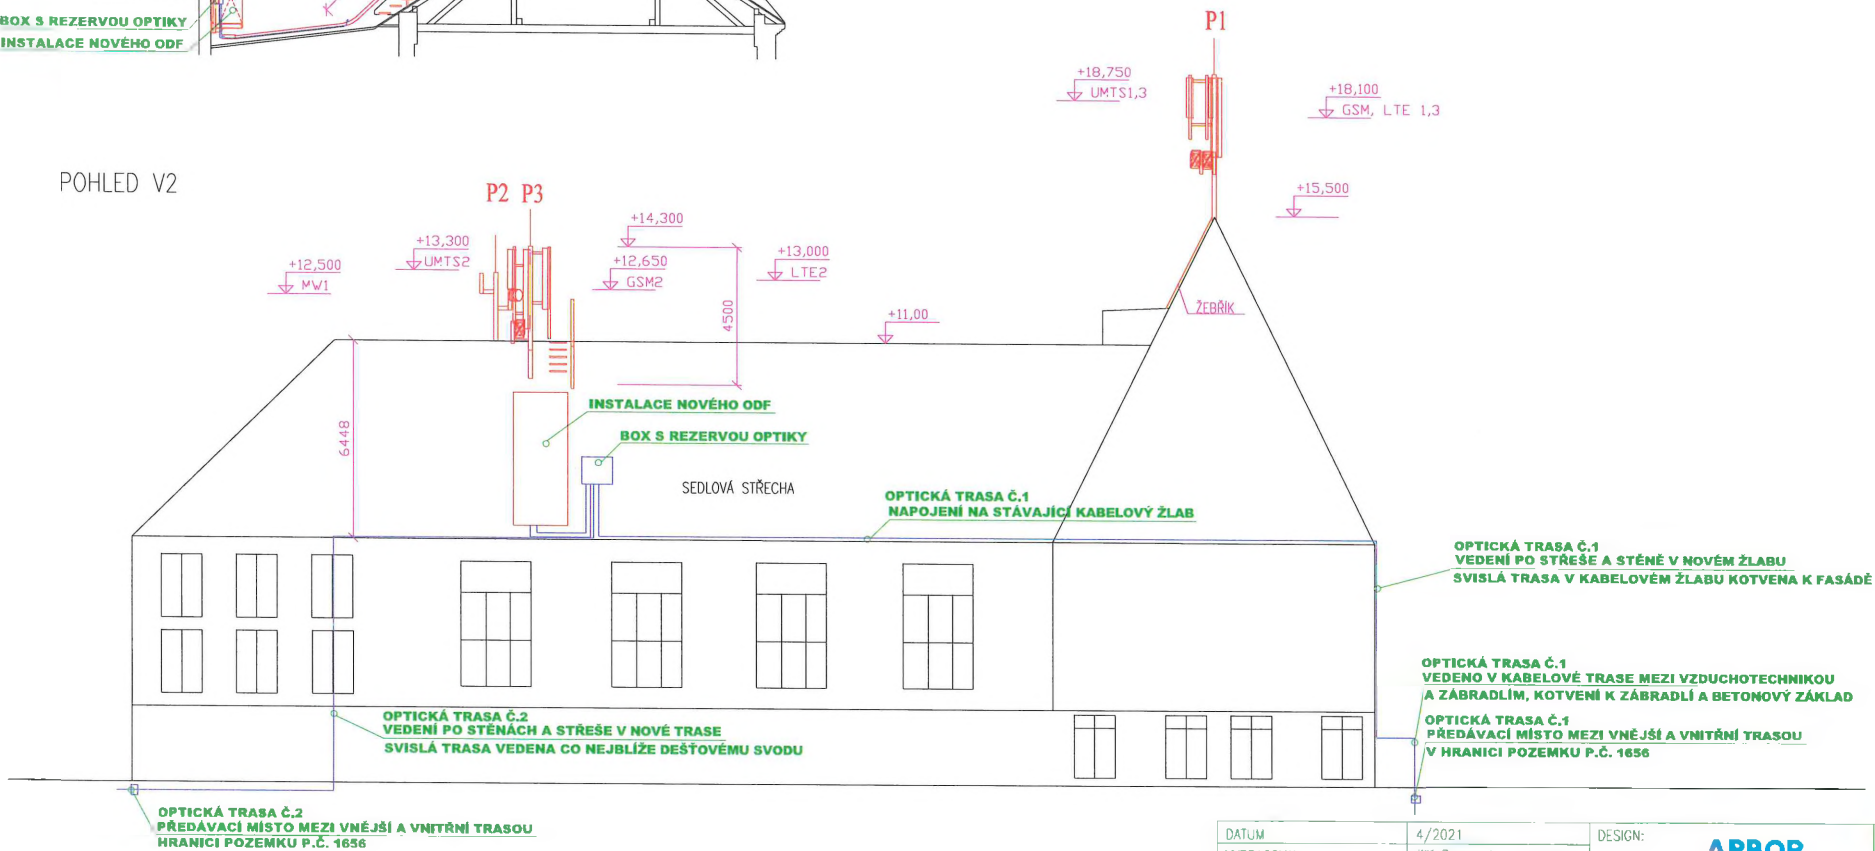 BOX S REZERVOU OPTIKY
INSTALACE NOVÉHO ODF
P1
+18,750
UMTS1,3
+18,100
GSM, LTE 1,3
POHLED V2
P2 P3
+15,500
+14,300
+13,300
UMTS2
+13,000
LTE2
+12,500
MW1
+12,650
GSM2
4500
+11,00
ŽEBŘÍK
6448
INSTALACE NOVÉHO ODF
BOX S REZERVOU OPTIKY
SEDLOVÁ STŘECHA
OPTICKÁ TRASA Č.1
NAPOJENÍ NA STÁVAJÍCÍ KABELOVÝ ŽLAB
OPTICKÁ TRASA Č.1
VEDENÍ PO STŘEŠE A STĚNĚ V NOVÉM ŽLABU
SVISLÁ TRASA V KABELOVÉM ŽLABU KOTVENA K FASÁDĚ
OPTICKÁ TRASA Č.1
VEDENO V KABELOVÉ TRASE MEZI VZDUCHOTECHNIKOU
A ZÁBRADLÍM, KOTVENÍ K ZÁBRADLÍ A BETONOVÝ ZÁKLAD
OPTICKÁ TRASA Č.1
PŘEDÁVACÍ MÍSTO MEZI VNĚJŠÍ A VNITŘNÍ TRASOU
V HRANICI POZEMKU P.Č. 1656
OPTICKÁ TRASA Č.2
VEDENÍ PO STĚNÁCH A STŘEŠE V NOVÉ TRASE
SVISLÁ TRASA VEDENA CO NEJBLÍŽE DEŠŤOVÉMU SVODU
OPTICKÁ TRASA Č.2
PŘEDÁVACÍ MÍSTO MEZI VNĚJŠÍ A VNITŘNÍ TRASOU
HRANICI POZEMKU P.Č. 1656
DATUM
4/2021
DESIGN:
ARBOR